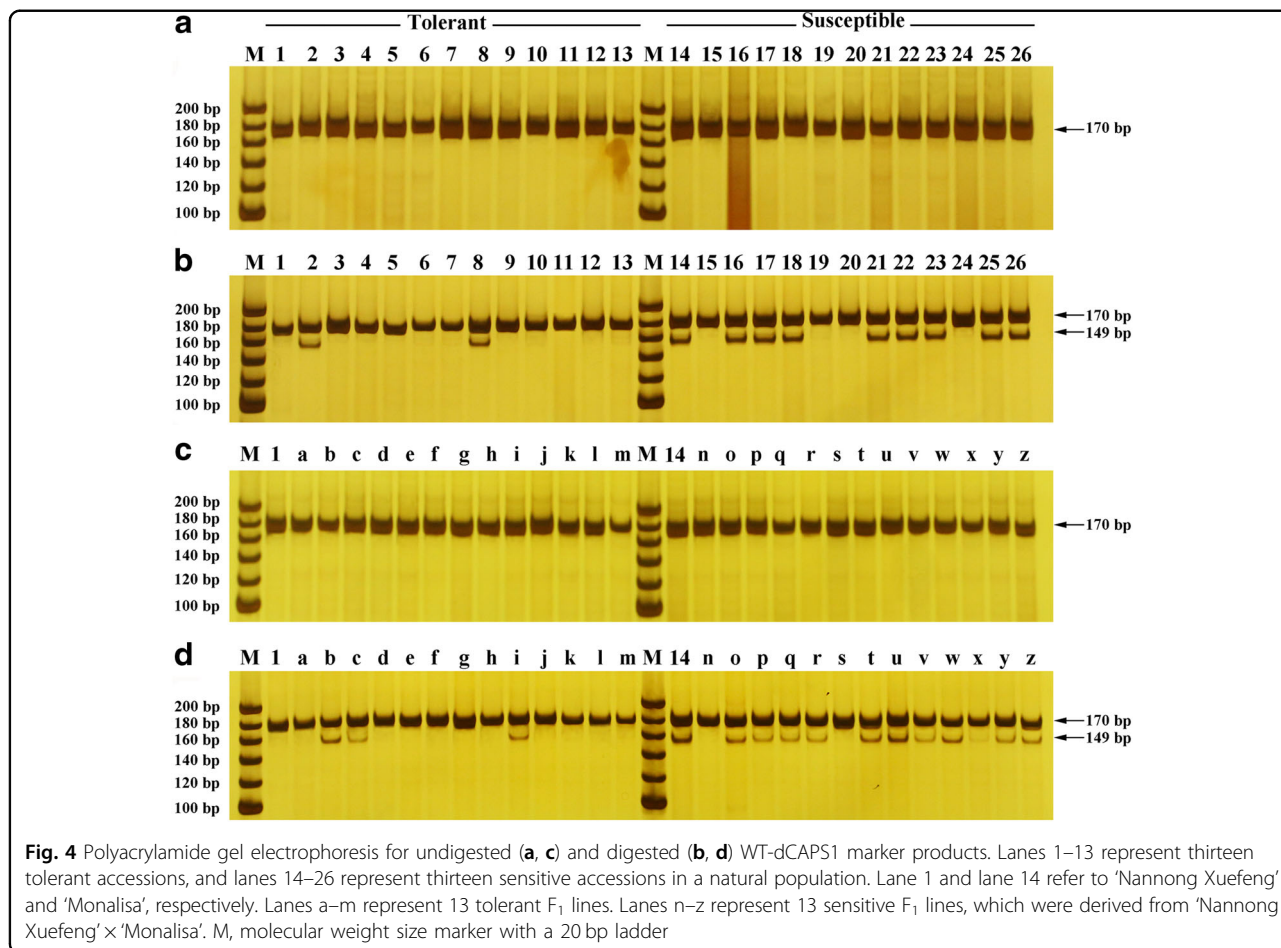 Tolerant Susceptible
a
M 1 2 3 4 5 6 7 8 9 10 11 12 13 M 14 15 16 17 18 19 20 21 22 23 24 25 26
200 bp
180 bp
170 bp
160 bp
140 bp
120 bp
100 bp
b
M 1 2 3 4 5 6 7 8 9 10 11 12 13 M 14 15 16 17 18 19 20 21 22 23 24 25 26
200 bp
170 bp
180 bp
149 bp
160 bp
140 bp
120 bp
100 bp
c
M 1 a b c d e f g h i j k l m M 14 n o p q r s t u v w x y z
200 bp
180 bp
170 bp
160 bp
140 bp
120 bp
100 bp
d
M 1 a b c d e f g h i j k l m M 14 n o p q r s t u v w x y z
200 bp
180 bp
170 bp
160 bp
149 bp
140 bp
120 bp
100 bp
Fig. 4 Polyacrylamide gel electrophoresis for undigested (a, c) and digested (b, d) WT-dCAPS1 marker products. Lanes 1–13 represent thirteen
tolerant accessions, and lanes 14–26 represent thirteen sensitive accessions in a natural population. Lane 1 and lane 14 refer to ‘Nannong Xuefeng’
and ‘Monalisa’, respectively. Lanes a–m represent 13 tolerant F₁ lines. Lanes n–z represent 13 sensitive F₁ lines, which were derived from ‘Nannong
Xuefeng’ × ‘Monalisa’. M, molecular weight size marker with a 20 bp ladder